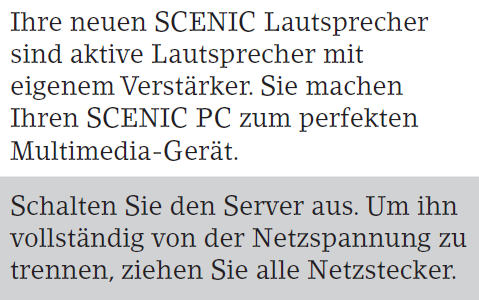 Ihre neuen SCENIC Lautsprecher
sind aktive Lautsprecher mit
eigenem Verstärker. Sie machen
Ihren SCENIC PC zum perfekten
Multimedia-Gerät.
Schalten Sie den Server aus. Um ihn
vollständig von der Netzspannung zu
trennen, ziehen Sie alle Netzstecker.